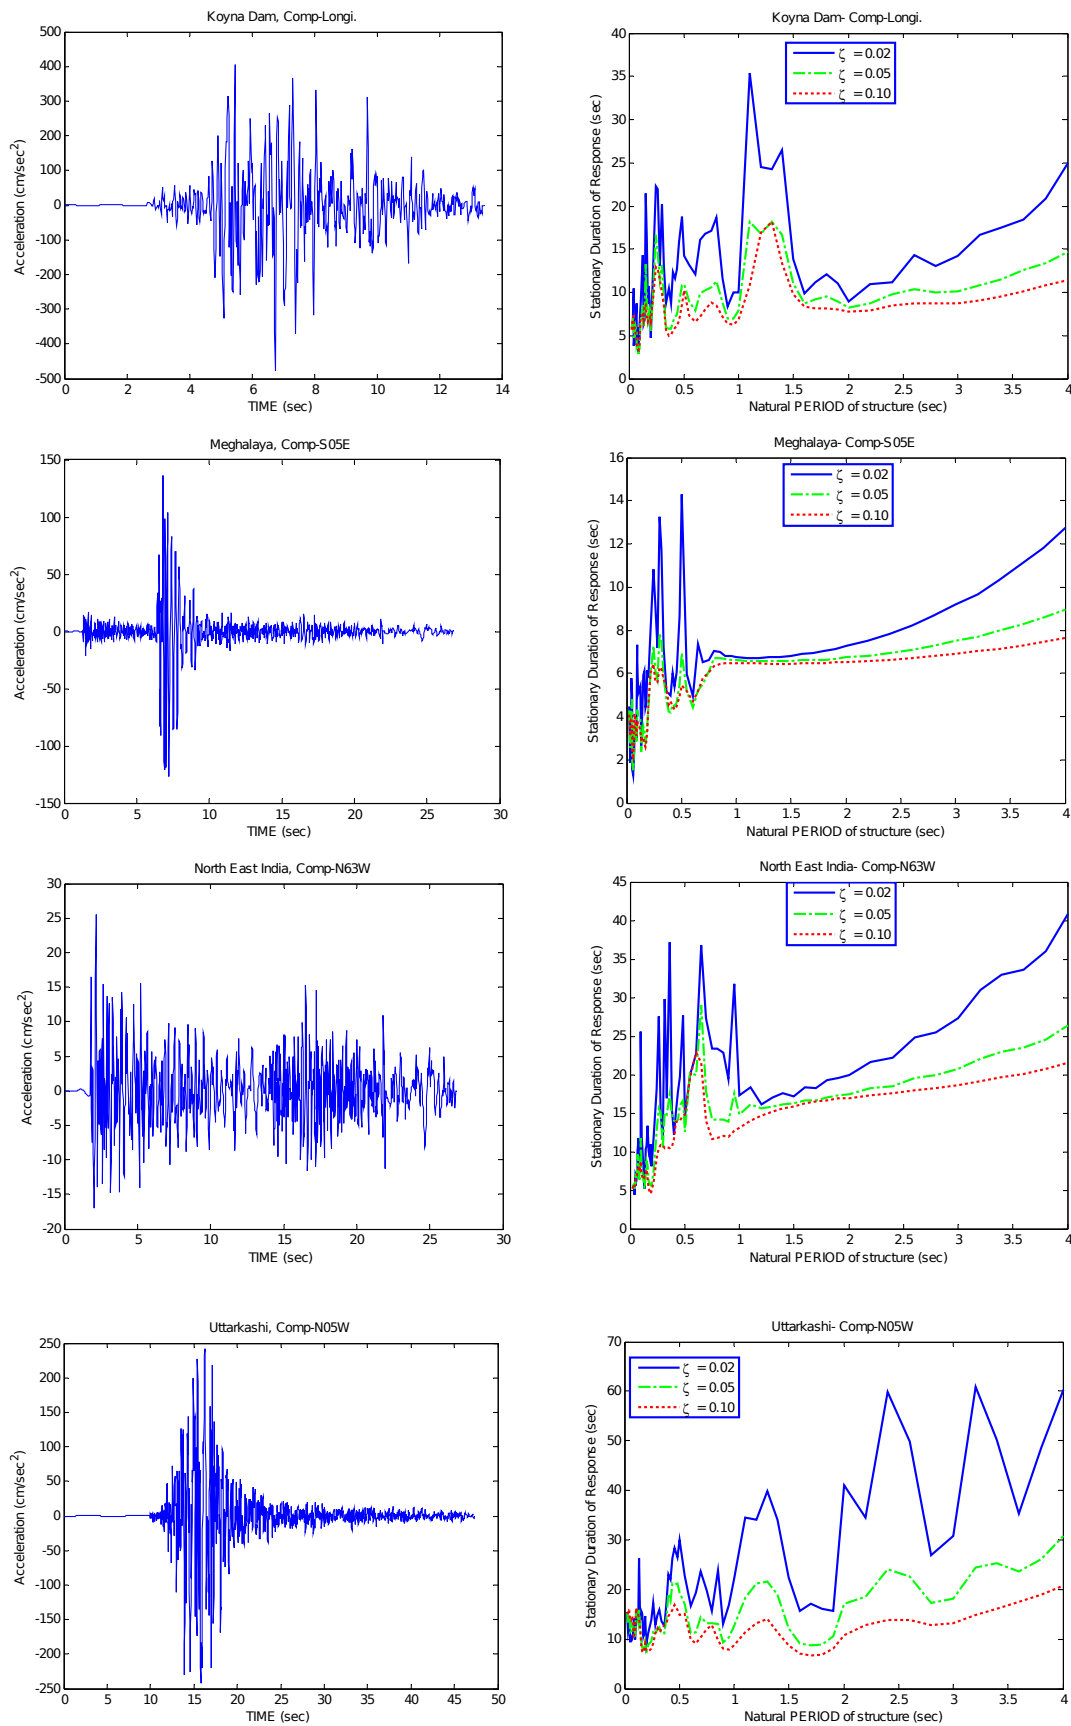 Koyna Dam, Comp-Longi.
500
400
300
200
100
0
-100
-200
-300
-400
-500
0 2 4 6 8 10 12 14
Acceleration (cm/sec2)
TIME (sec)
Koyna Dam- Comp-Longi.
ζ =0.02
ζ =0.05
ζ =0.10
40
35
30
25
20
15
10
5
0
0 0.5 1 1.5 2 2.5 3 3.5 4
Stationary Duration of Response (sec)
Natural PERIOD of structure (sec)
Meghalaya, Comp-S05E
150
100
50
0
-50
-100
-150
0 5 10 15 20 25 30
Acceleration (cm/sec2)
TIME (sec)
Meghalaya- Comp-S05E
ζ =0.02
ζ =0.05
ζ =0.10
16
14
12
10
8
6
4
2
0
0 0.5 1 1.5 2 2.5 3 3.5 4
Stationary Duration of Response (sec)
Natural PERIOD of structure (sec)
North East India, Comp-N63W
30
25
20
15
10
5
0
-5
-10
-15
-20
0 5 10 15 20 25 30
Acceleration (cm/sec2)
TIME (sec)
North East India- Comp-N63W
ζ =0.02
ζ =0.05
ζ =0.10
45
40
35
30
25
20
15
10
5
0
0 0.5 1 1.5 2 2.5 3 3.5 4
Stationary Duration of Response (sec)
Natural PERIOD of structure (sec)
Uttarkashi, Comp-N05W
250
200
150
100
50
0
-50
-100
-150
-200
-250
0 5 10 15 20 25 30 35 40 45 50
Acceleration (cm/sec2)
TIME (sec)
Uttarkashi- Comp-N05W
ζ =0.02
ζ =0.05
ζ =0.10
70
60
50
40
30
20
10
0
0 0.5 1 1.5 2 2.5 3 3.5 4
Stationary Duration of Response (sec)
Natural PERIOD of structure (sec)